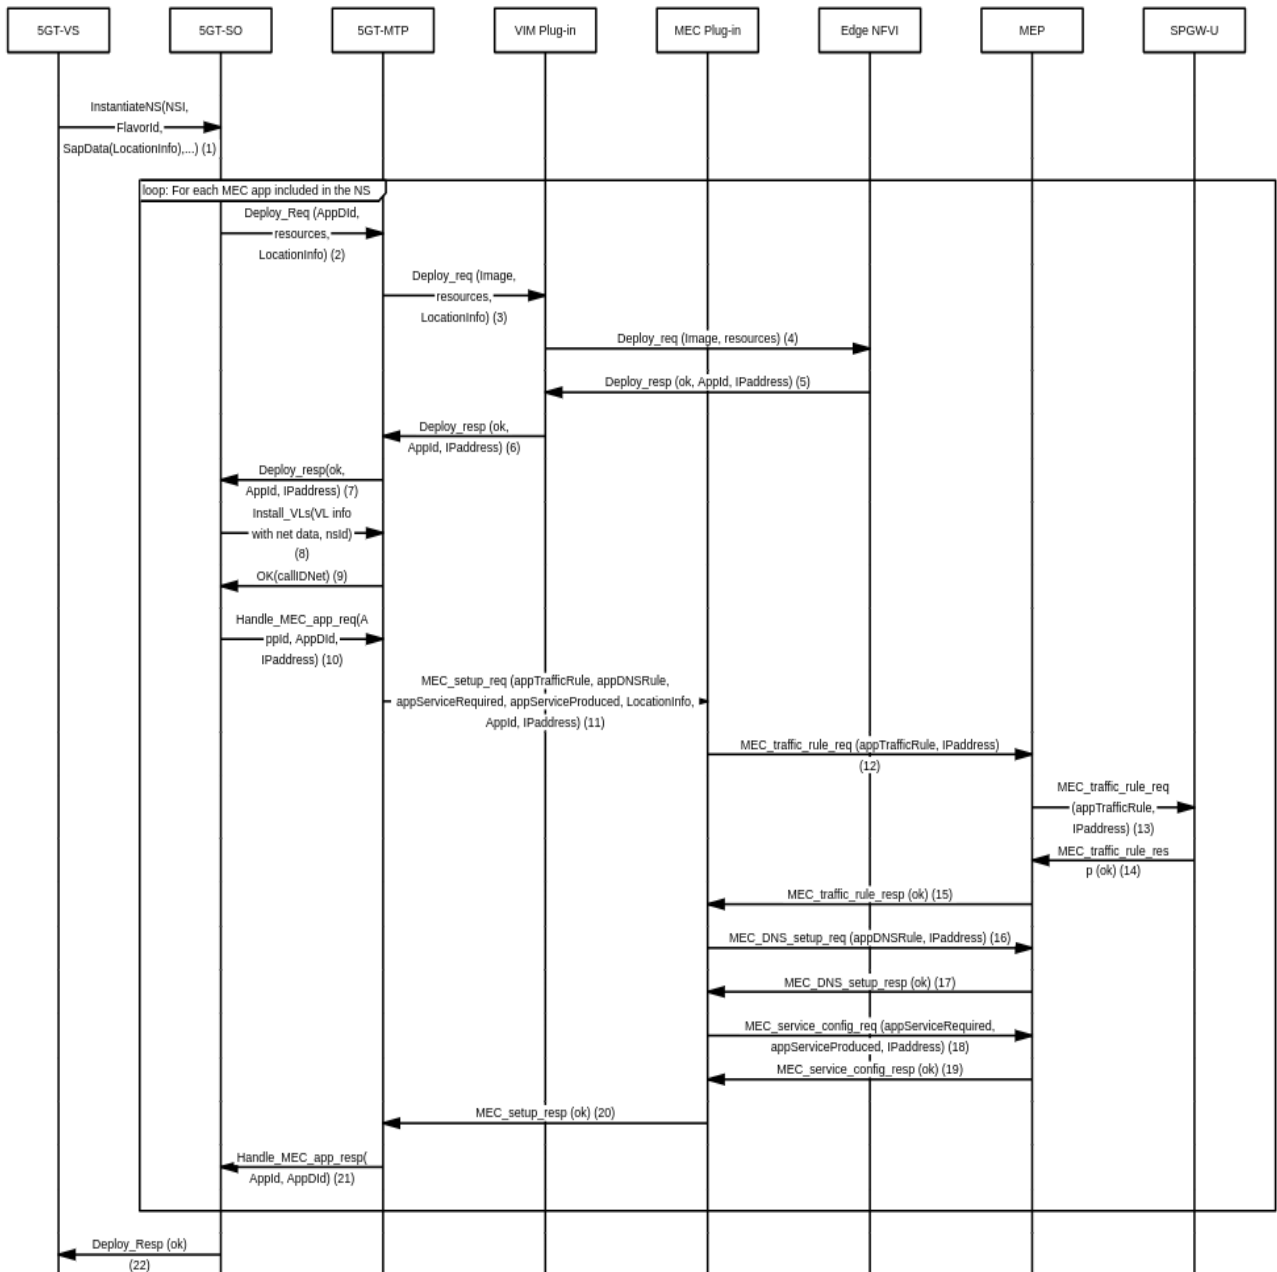 5GT-VS
5GT-SO
5GT-MTP
VIM Plug-in
MEC Plug-in
Edge NFVI
MEP
SPGW-U
InstantiateNS(NSI,
FlavorId,
SapData(LocationInfo),...) (1)
loop: For each MEC app included in the NS
Deploy_Req (AppDId,
resources,
LocationInfo) (2)
Deploy_req (Image,
resources,
LocationInfo) (3)
Deploy_req (Image, resources) (4)
Deploy_resp (ok, AppId, IPaddress) (5)
Deploy_resp (ok,
AppId, IPaddress) (6)
Deploy_resp(ok,
AppId, IPaddress) (7)
Install_VLs(VL info
with net data, nsId)
(8)
OK(callIDNet) (9)
Handle_MEC_app_req(A
ppId, AppDId,
IPaddress) (10)
MEC_setup_req (appTrafficRule, appDNSRule,
appServiceRequired, appServiceProduced, LocationInfo,
AppId, IPaddress) (11)
MEC_traffic_rule_req (appTrafficRule, IPaddress)
(12)
MEC_traffic_rule_req
(appTrafficRule,
IPaddress) (13)
MEC_traffic_rule_res
p (ok) (14)
MEC_traffic_rule_resp (ok) (15)
MEC_DNS_setup_req (appDNSRule, IPaddress) (16)
MEC_DNS_setup_resp (ok) (17)
MEC_service_config_req (appServiceRequired,
appServiceProduced, IPaddress) (18)
MEC_service_config_resp (ok) (19)
MEC_setup_resp (ok) (20)
Handle_MEC_app_resp(
AppId, AppDId) (21)
Deploy_Resp (ok)
(22)